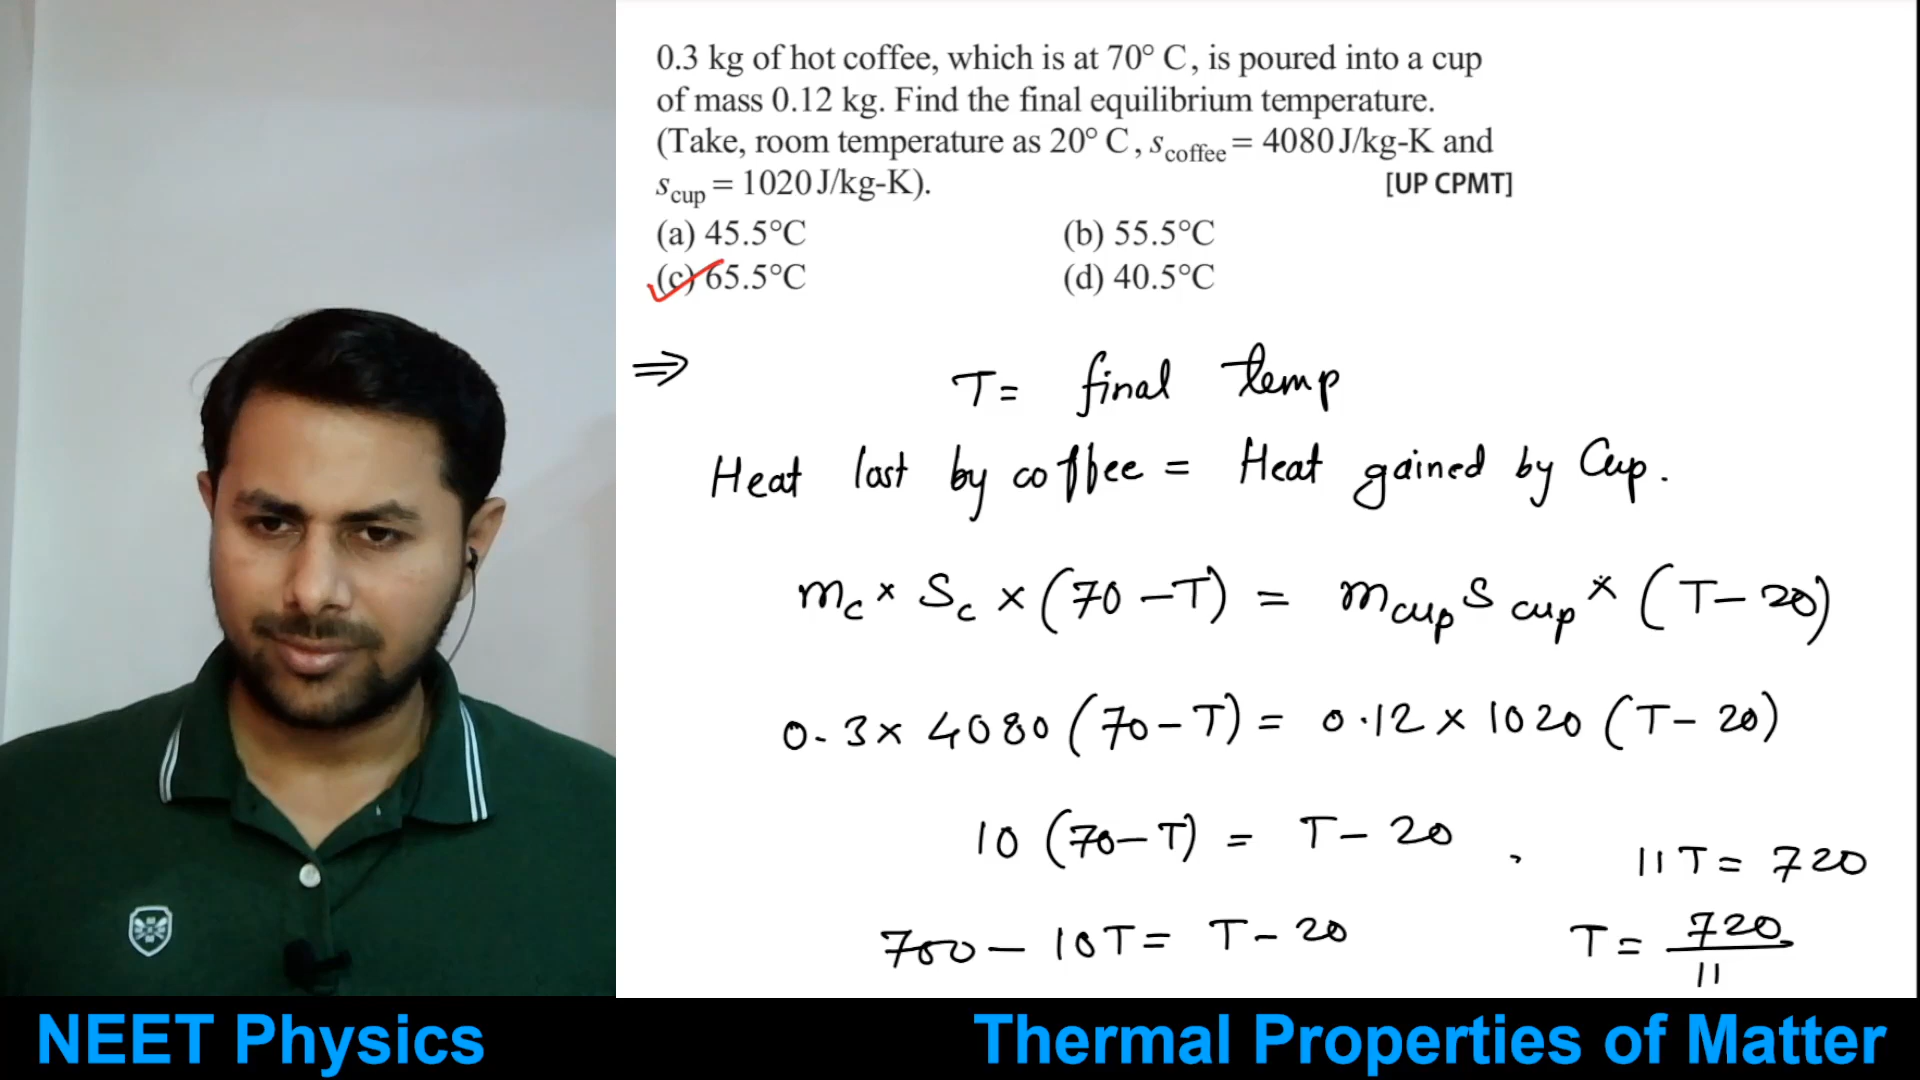 0.3 kg of hot coffee, which is at 70° C, is poured into a cup
of mass 0.12 kg. Find the final equilibrium temperature.
(Take, room temperature as 20° C, s_coffee = 4080 J/kg-K and
s_cup = 1020 J/kg-K). [UP CPMT]
(a) 45.5°C (b) 55.5°C
(c) 65.5°C (d) 40.5°C
⇒ T = final temp
Heat lost by coffee = Heat gained by Cup.
m_c × S_c × (70 - T) = m_cup S_cup × (T - 20)
0.3 × 4080 (70 - T) = 0.12 × 1020 (T - 20)
10 (70 - T) = T - 20
700 - 10T = T - 20
11T = 720
T = 720/11
NEET Physics
Thermal Properties of Matter